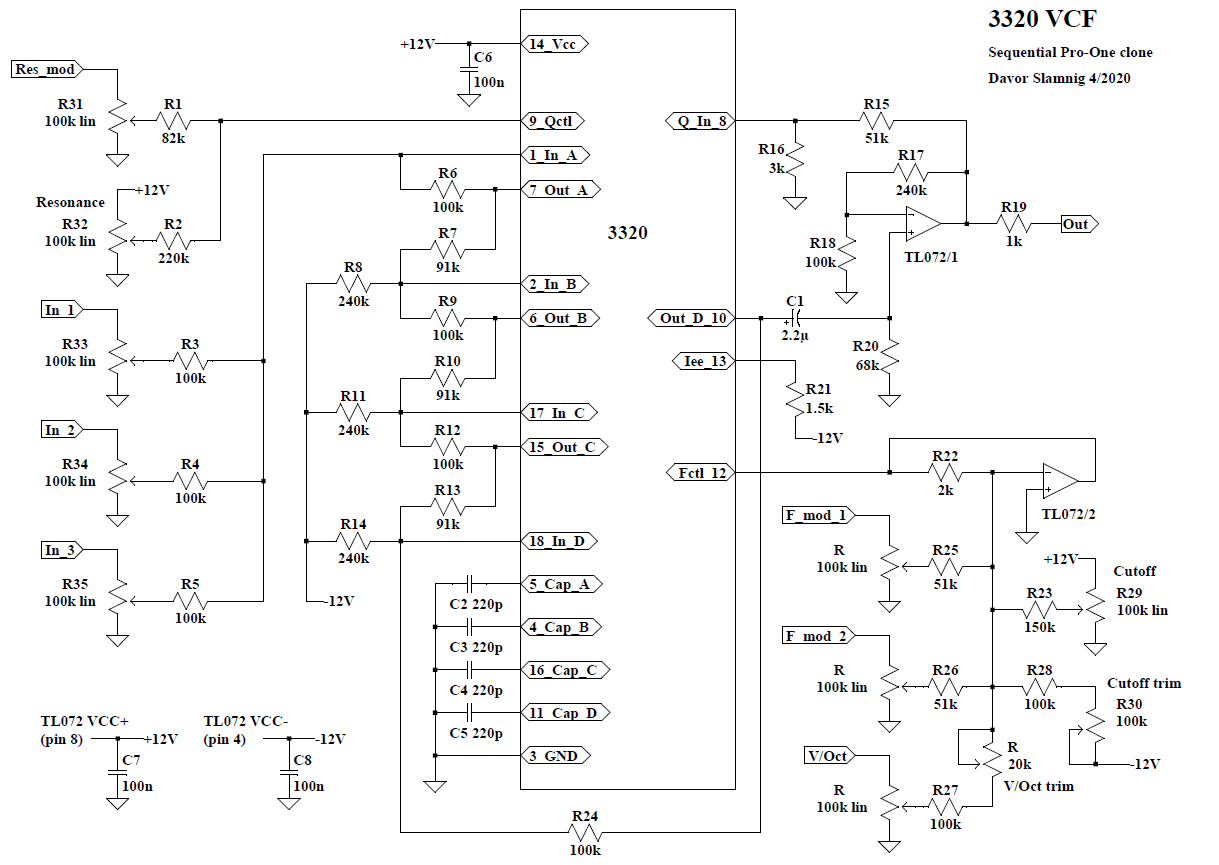 3320 VCF
Sequential Pro-One clone
Davor Slamnig 4/2020
+12V
14_Vcc
C6
100n
Res_mod
R31
100k lin
R1
82k
9_Qctl
Q_In_8
R15
51k
R16
3k
1_In_A
R6
100k
7_Out_A
R17
240k
+12V
Resonance
R32
100k lin
R2
220k
3320
R7
91k
R18
100k
TL072/1
R19
1k
Out
R8
240k
2_In_B
R9
100k
6_Out_B
Out_D_10
C1
+
2.2µ
In_1
R33
100k lin
R3
100k
R10
91k
Iee_13
R20
68k
R21
1.5k
-12V
R11
240k
17_In_C
R12
100k
15_Out_C
In_2
R34
100k lin
R4
100k
Fctl_12
R22
2k
TL072/2
R13
91k
R14
240k
18_In_D
F_mod_1
R
100k lin
R25
51k
In_3
R35
100k lin
R5
100k
-12V
5_Cap_A
C2 220p
4_Cap_B
C3 220p
16_Cap_C
C4 220p
11_Cap_D
C5 220p
3_GND
+12V
Cutoff
R29
100k lin
R23
150k
F_mod_2
R
100k lin
R26
51k
R28
100k
Cutoff trim
R30
100k
-12V
TL072 VCC+
(pin 8)
+12V
C7
100n
TL072 VCC-
(pin 4)
-12V
C8
100n
V/Oct
R
100k lin
R27
100k
R
20k
V/Oct trim
R24
100k